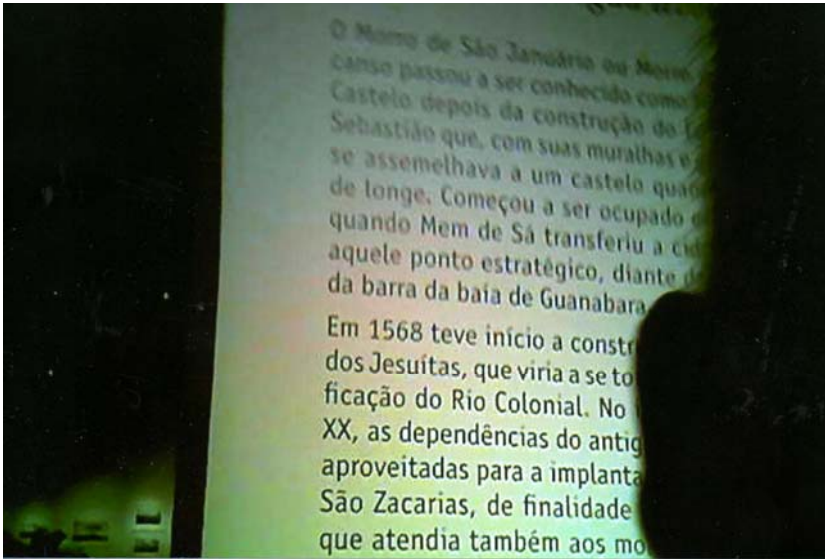 O Morro de São Januário ou Morro
canso passou a ser conhecido como
Castelo depois da construção do
Sebastião que, com suas muralhas e
se assemelhava a um castelo
de longe. Começou a ser ocupado
quando Mem de Sá transferiu a
aquele ponto estratégico, diante
da barra da baía de Guanabara.
Em 1568 teve início a constr
dos Jesuítas, que viria a se to
ficação do Rio Colonial. No
XX, as dependências do antig
aproveitadas para a implanta
São Zacarias, de finalidade
que atendia também aos mo